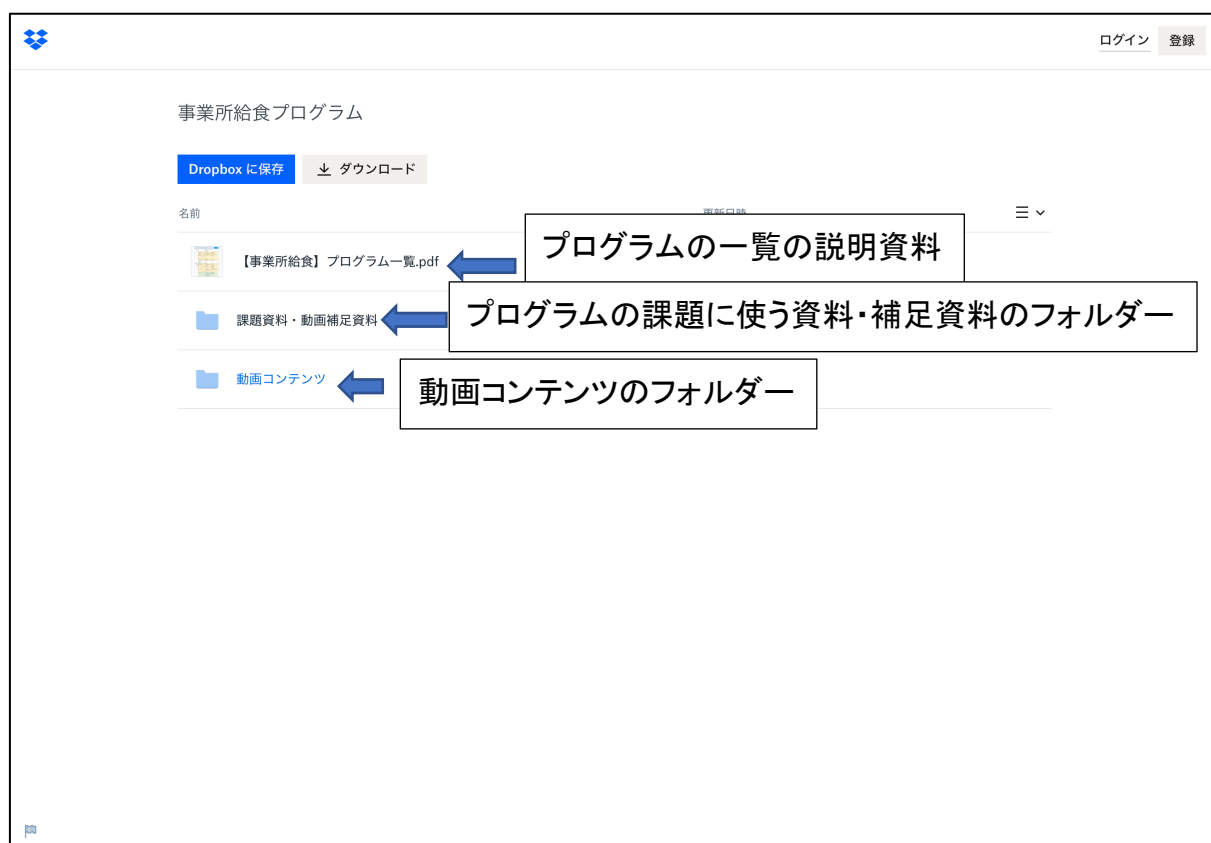 ログイン 登録
事業所給食プログラム
Dropbox に保存 ダウンロード
名前 更新日時
プログラムの一覧の説明資料
【事業所給食】プログラム一覧.pdf
プログラムの課題に使う資料・補足資料のフォルダー
課題資料・動画補足資料
動画コンテンツ
動画コンテンツのフォルダー